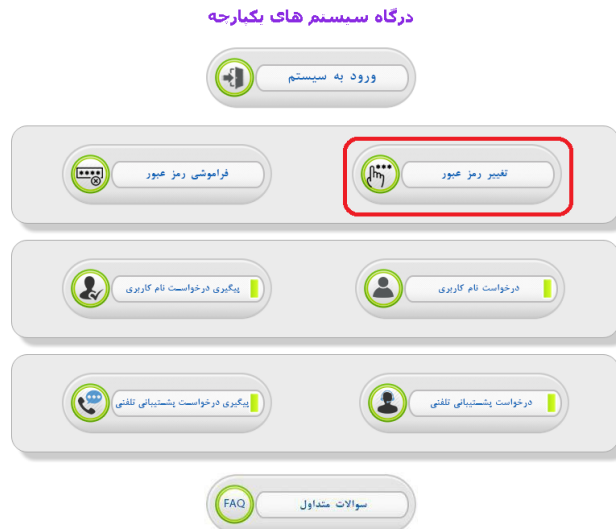 درگاه سیستم های یکپارچه
ورود به سیستم
تغییر رمز عبور
فراموشی رمز عبور
درخواست نام کاربری
پیگیری درخواست نام کاربری
درخواست پشتیبانی تلفنی
پیگیری درخواست پشتیبانی تلفنی
سوالات متداول
FAQ